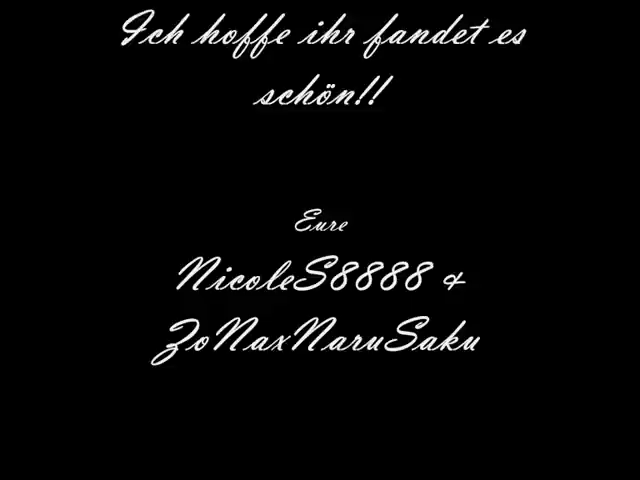 Ich hoffe ihr fandet es
schön!!
Eure
NicoleS8888 &
ZoNaxNaruSaku